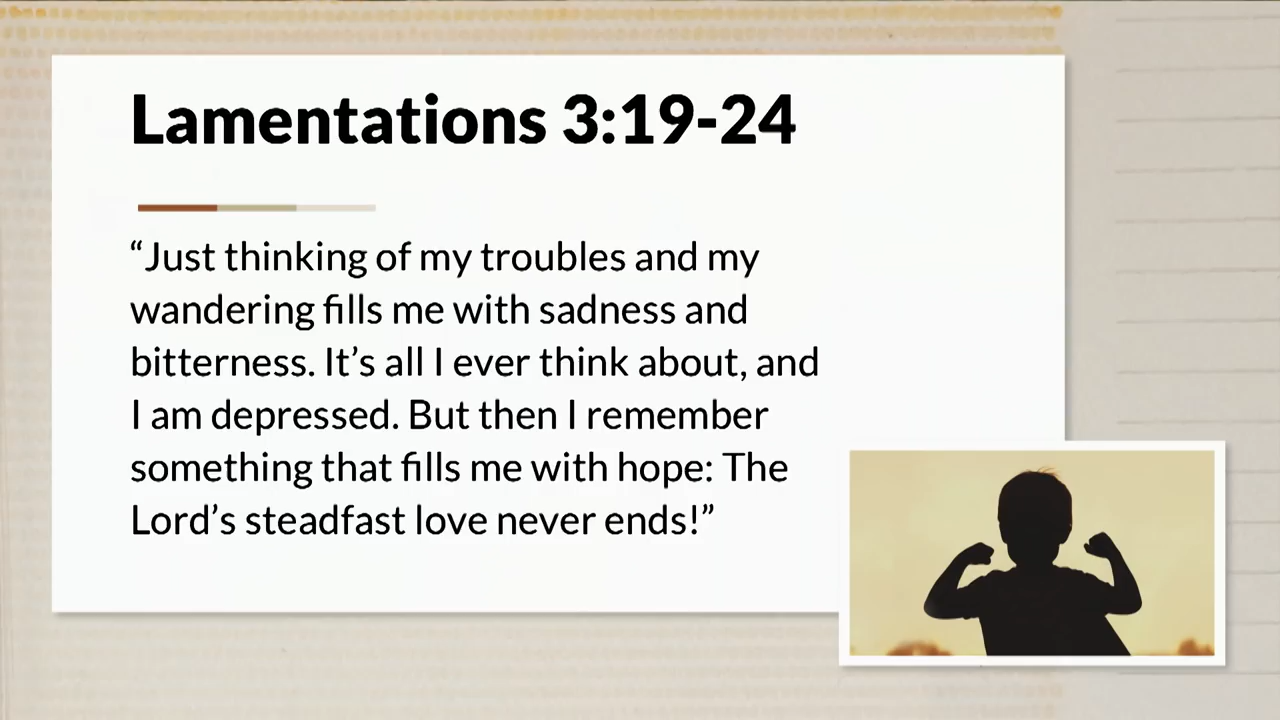 Lamentations 3:19-24
“Just thinking of my troubles and my
wandering fills me with sadness and
bitterness. It’s all I ever think about, and
I am depressed. But then I remember
something that fills me with hope: The
Lord’s steadfast love never ends!”